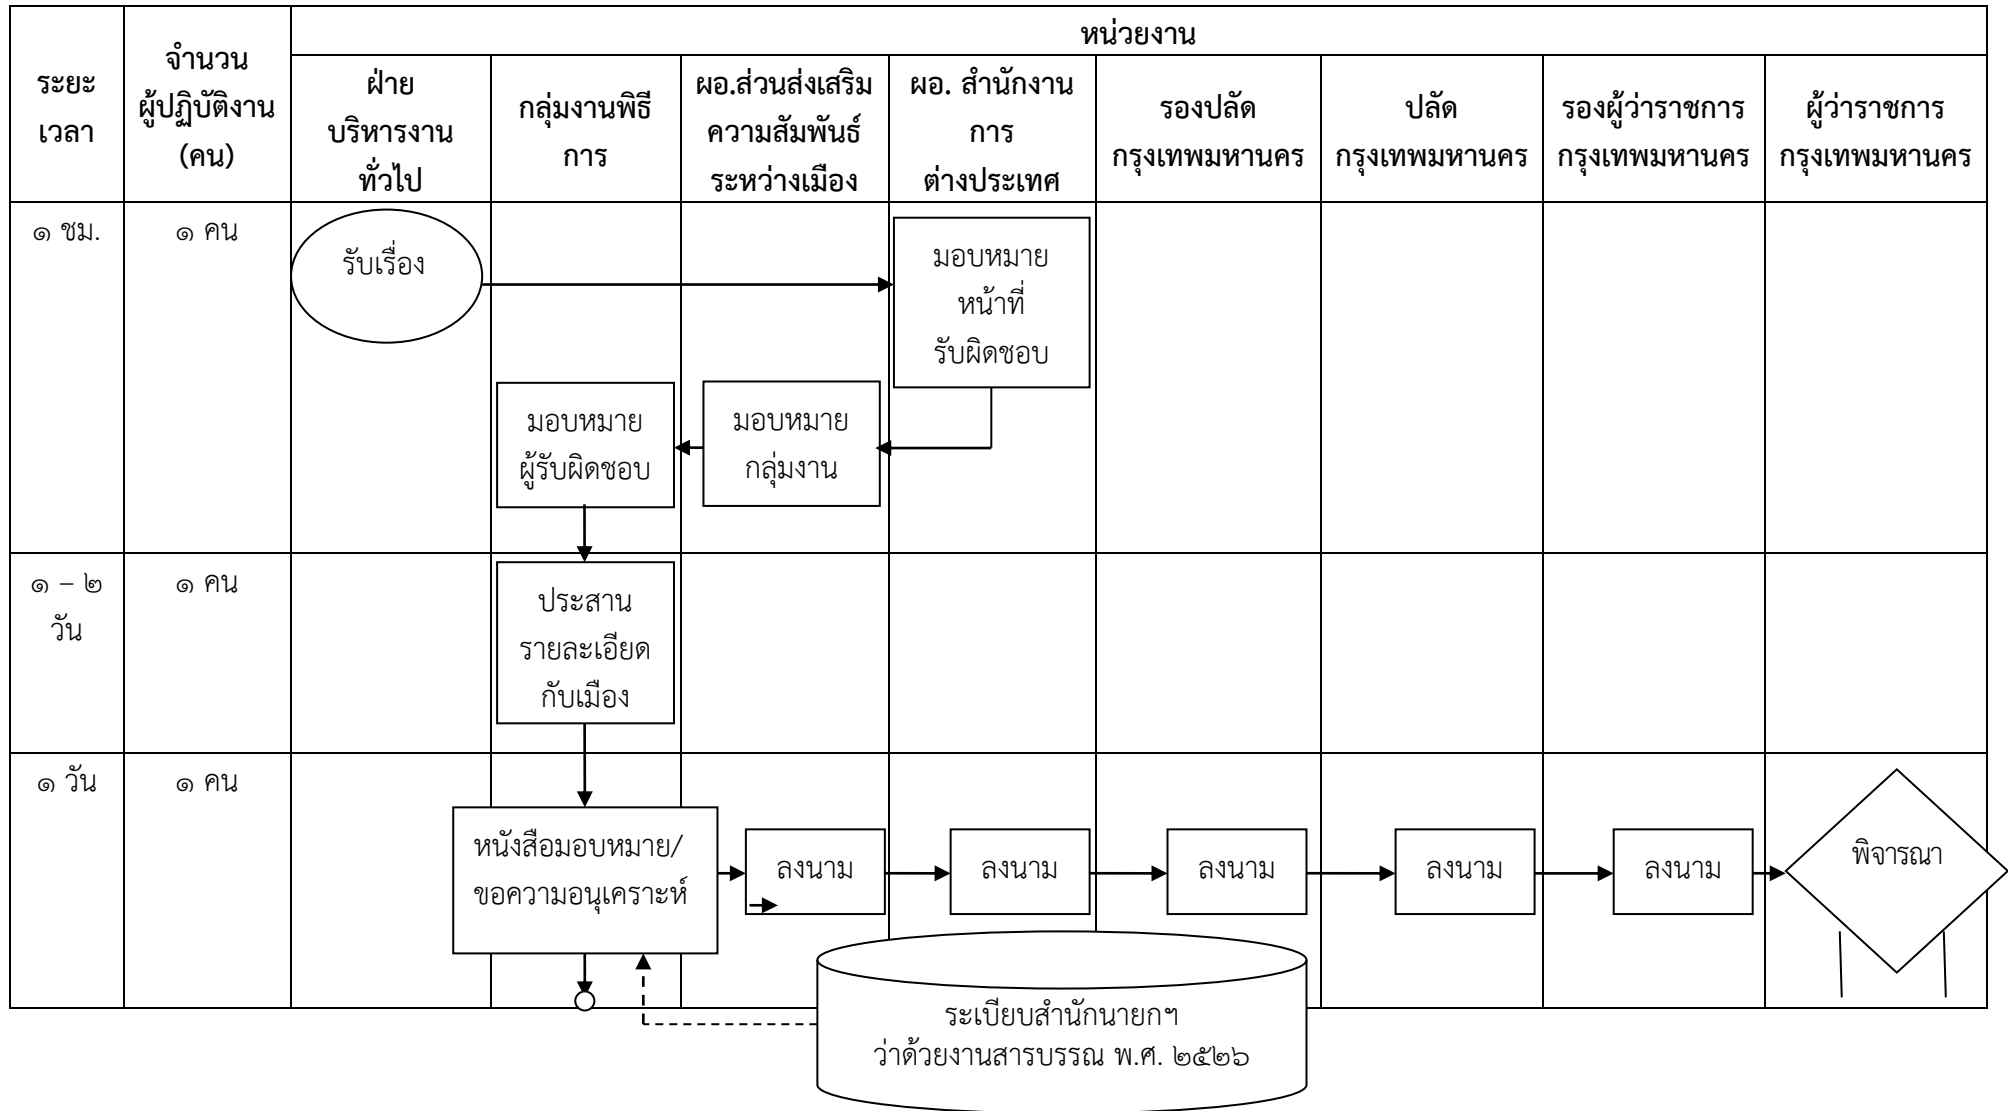 หน่วยงาน
ระยะ
เวลา
จำนวน
ผู้ปฏิบัติงาน
(คน)
ฝ่าย
บริหารงาน
ทั่วไป
กลุ่มงานพิธี
การ
ผอ.ส่วนส่งเสริม
ความสัมพันธ์
ระหว่างเมือง
ผอ. สำนักงาน
การ
ต่างประเทศ
รองปลัด
กรุงเทพมหานคร
ปลัด
กรุงเทพมหานคร
รองผู้ว่าราชการ
กรุงเทพมหานคร
ผู้ว่าราชการ
กรุงเทพมหานคร
๑ ชม.
๑ คน
รับเรื่อง
มอบหมาย
หน้าที่
รับผิดชอบ
มอบหมาย
ผู้รับผิดชอบ
มอบหมาย
กลุ่มงาน
๑ – ๒
วัน
๑ คน
ประสาน
รายละเอียด
กับเมือง
๑ วัน
๑ คน
หนังสือมอบหมาย/
ขอความอนุเคราะห์
ลงนาม
ลงนาม
ลงนาม
ลงนาม
ลงนาม
พิจารณา
ระเบียบสำนักนายกฯ
ว่าด้วยงานสารบรรณ พ.ศ. ๒๕๒๖